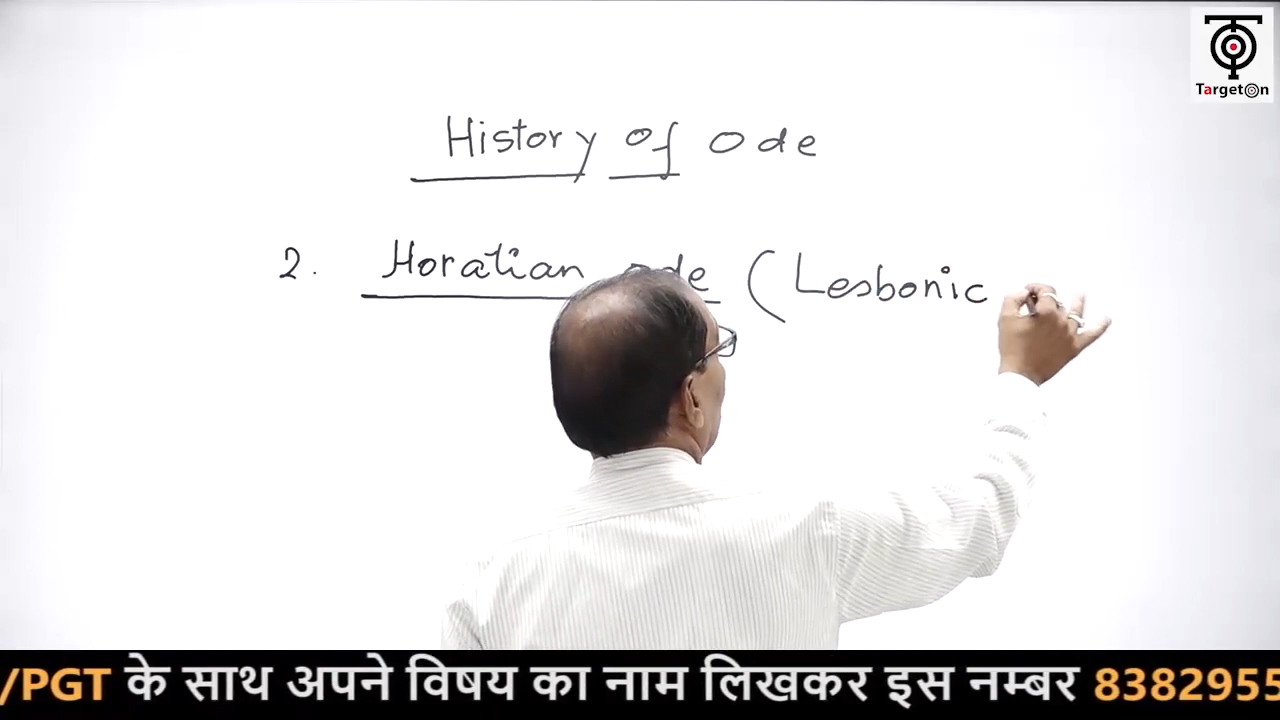 TargetOn
History of Ode
2. Horatian ode (Lesbonic
/PGT के साथ अपने विषय का नाम लिखकर इस नम्बर 8382955